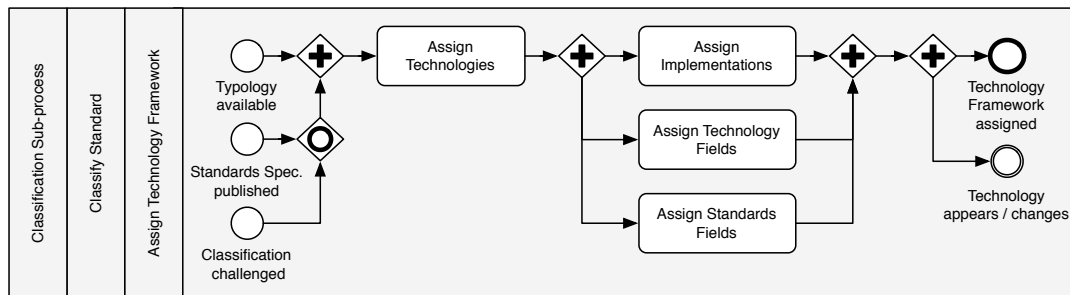 Classification Sub-process
Classify Standard
Assign Technology Framework
Typology
available
Standards Spec.
published
Classification
challenged
Assign
Technologies
Assign
Implementations
Assign Technology
Fields
Assign Standards
Fields
Technology
Framework
assigned
Technology
appears / changes